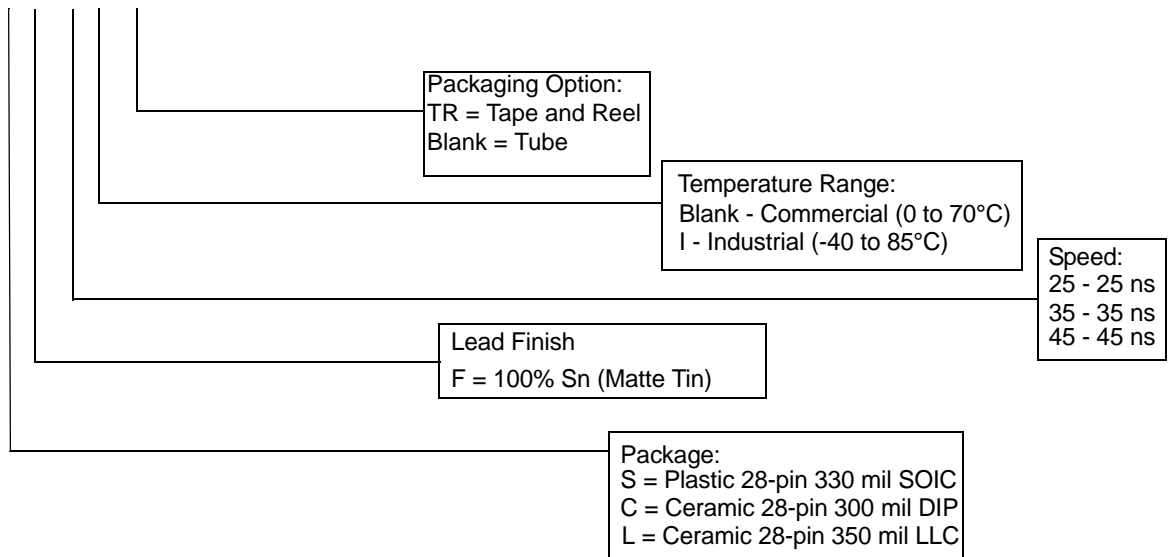 Packaging Option:
TR = Tape and Reel
Blank = Tube
Temperature Range:
Blank - Commercial (0 to 70°C)
I - Industrial (-40 to 85°C)
Speed:
25 - 25 ns
35 - 35 ns
45 - 45 ns
Lead Finish
F = 100% Sn (Matte Tin)
Package:
S = Plastic 28-pin 330 mil SOIC
C = Ceramic 28-pin 300 mil DIP
L = Ceramic 28-pin 350 mil LLC